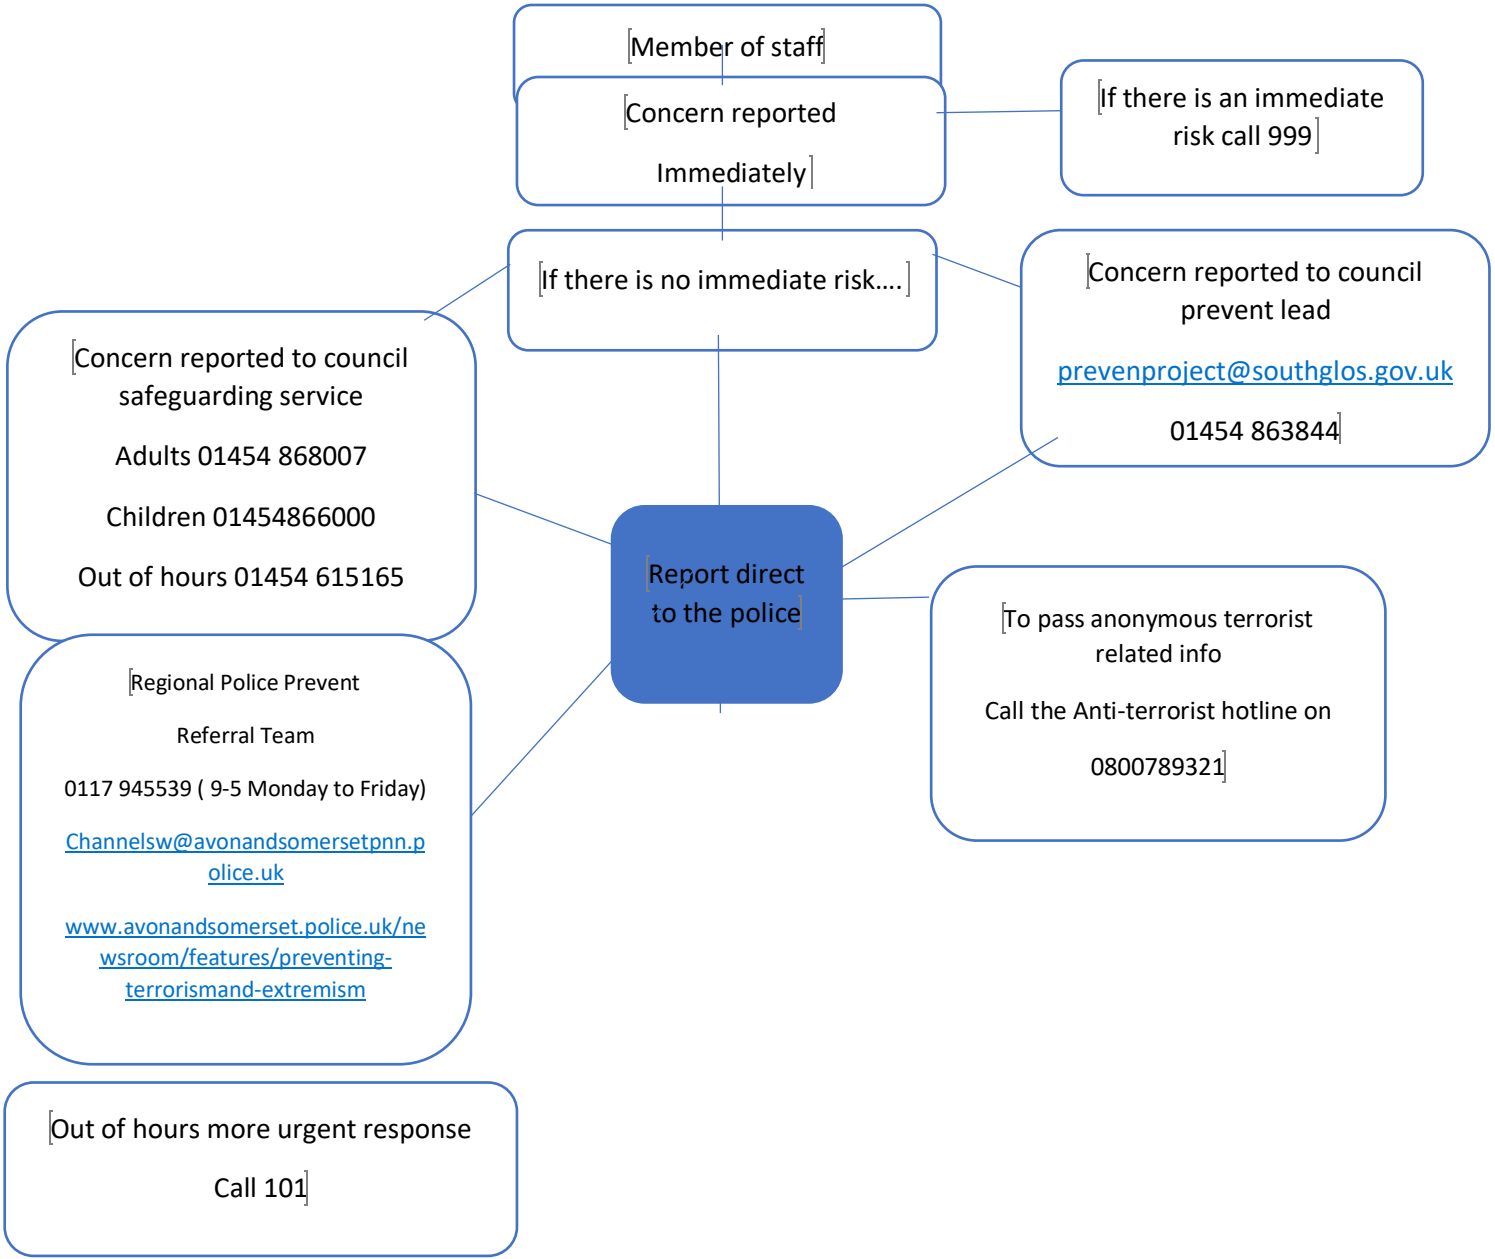 Member of staff
Concern reported
Immediately
If there is an immediate
risk call 999
If there is no immediate risk....
Concern reported to council
prevent lead
prevenproject@southglos.gov.uk
01454 863844
Concern reported to council
safeguarding service
Adults 01454 868007
Children 01454866000
Out of hours 01454 615165
Report direct
to the police
To pass anonymous terrorist
related info
Call the Anti-terrorist hotline on
0800789321
Regional Police Prevent
Referral Team
0117 945539 ( 9-5 Monday to Friday)
Channelsw@avonandsomersetpnn.p
olice.uk
www.avonandsomerset.police.uk/ne
wsroom/features/preventing-
terrorismand-extremism
Out of hours more urgent response
Call 101